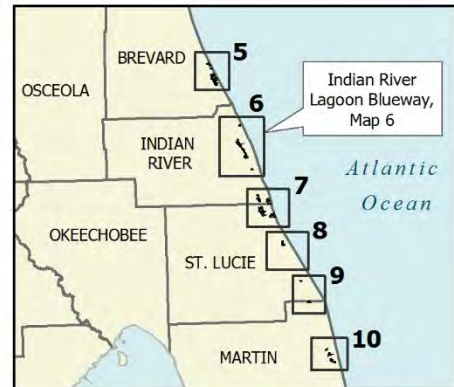 BREVARD
5
OSCEOLA
6
Indian River
Lagoon Blueway,
Map 6
INDIAN
RIVER
Atlantic
Ocean
7
OKEECHOBEE
8
ST. LUCIE
9
10
MARTIN